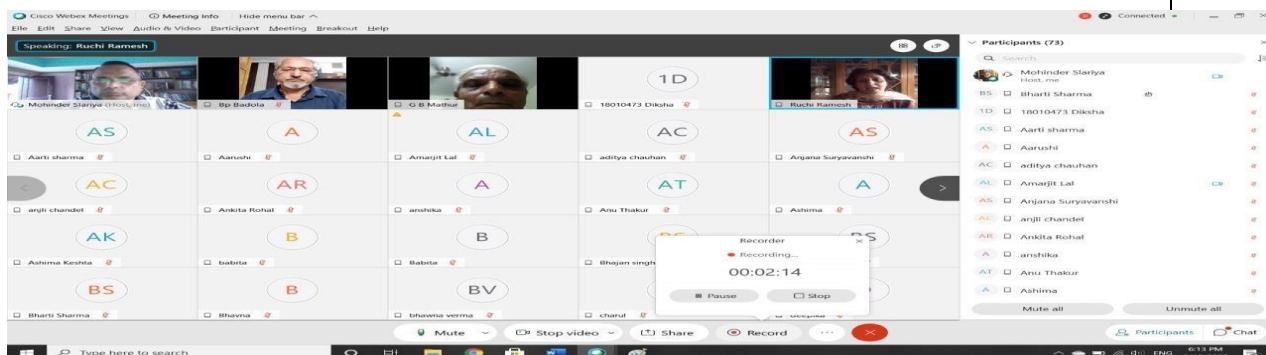 Cisco Webex Meetings Meeting Info Hide menu bar Connected
File Edit Share View Audio & Video Participant Meeting Breakout Help
Speaking: Ruchi Ramesh
Participants (73)
Search
Mohinder Slariya (Host, me) Bp Badola G B Mathur 1D 18010473 Diksha Ruchi Ramesh
AS A AL AC AS
Aarti sharma Aarushi Amarjit Lal aditya chauhan Anjana Suryavanshi
AC AR A AT A
anjli chandel Ankita Rohal anshika Anu Thakur Ashima
AK B B BS
Ashima Keshta babita Babita Bhajan singh
BS B BV
Bharti Sharma Bhavna bhawna verma charul deepika
Recorder
Recording...
00:02:14
Pause Stop
Mohinder Slariya
Host, me
BS Bharti Sharma
1D 18010473 Diksha
AS Aarti sharma
A Aarushi
AC aditya chauhan
AL Amarjit Lal
AS Anjana Suryavanshi
AC anjli chandel
AR Ankita Rohal
A anshika
AT Anu Thakur
A Ashima
Mute all Unmute all
Mute Stop video Share Record Participants Chat
Type here to search ENG 6:13 PM